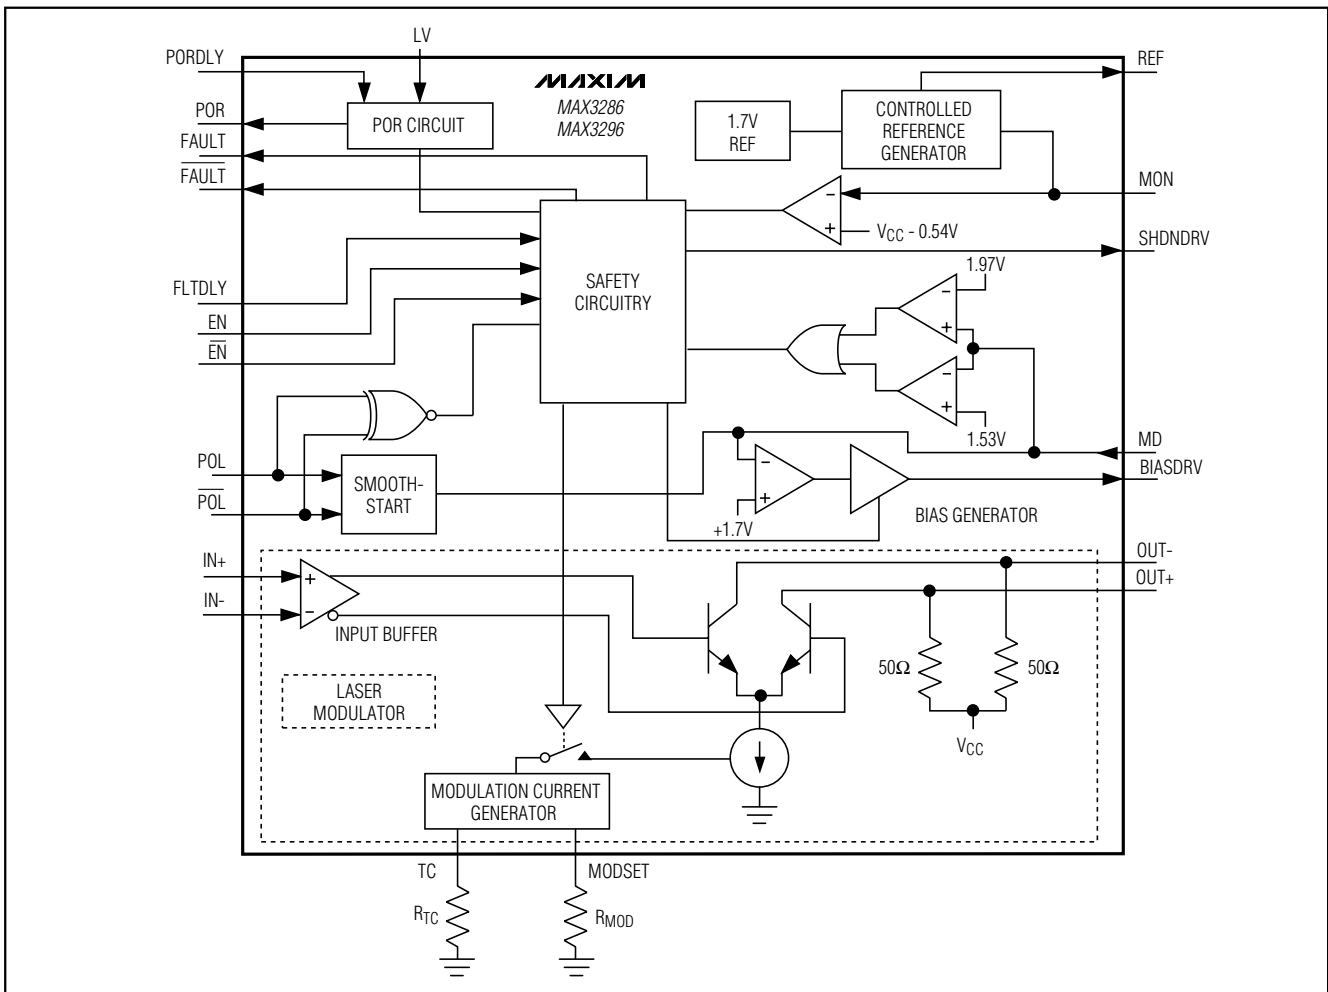 LV
PORDLY
REF
MAXIM
MAX3286
MAX3296
POR
POR CIRCUIT
1.7V
REF
CONTROLLED
REFERENCE
GENERATOR
FAULT
FAULT
MON
-
+
VCC - 0.54V
SHDNDRV
1.97V
FLTDLY
SAFETY
CIRCUITRY
-
+
EN
EN
-
+
1.53V
MD
POL
POL
SMOOTH-
START
-
+
+1.7V
BIASDRV
BIAS GENERATOR
IN+
IN-
+
-
INPUT BUFFER
OUT-
OUT+
50Ω
50Ω
LASER
MODULATOR
VCC
MODULATION CURRENT
GENERATOR
TC
MODSET
RTC
RMOD